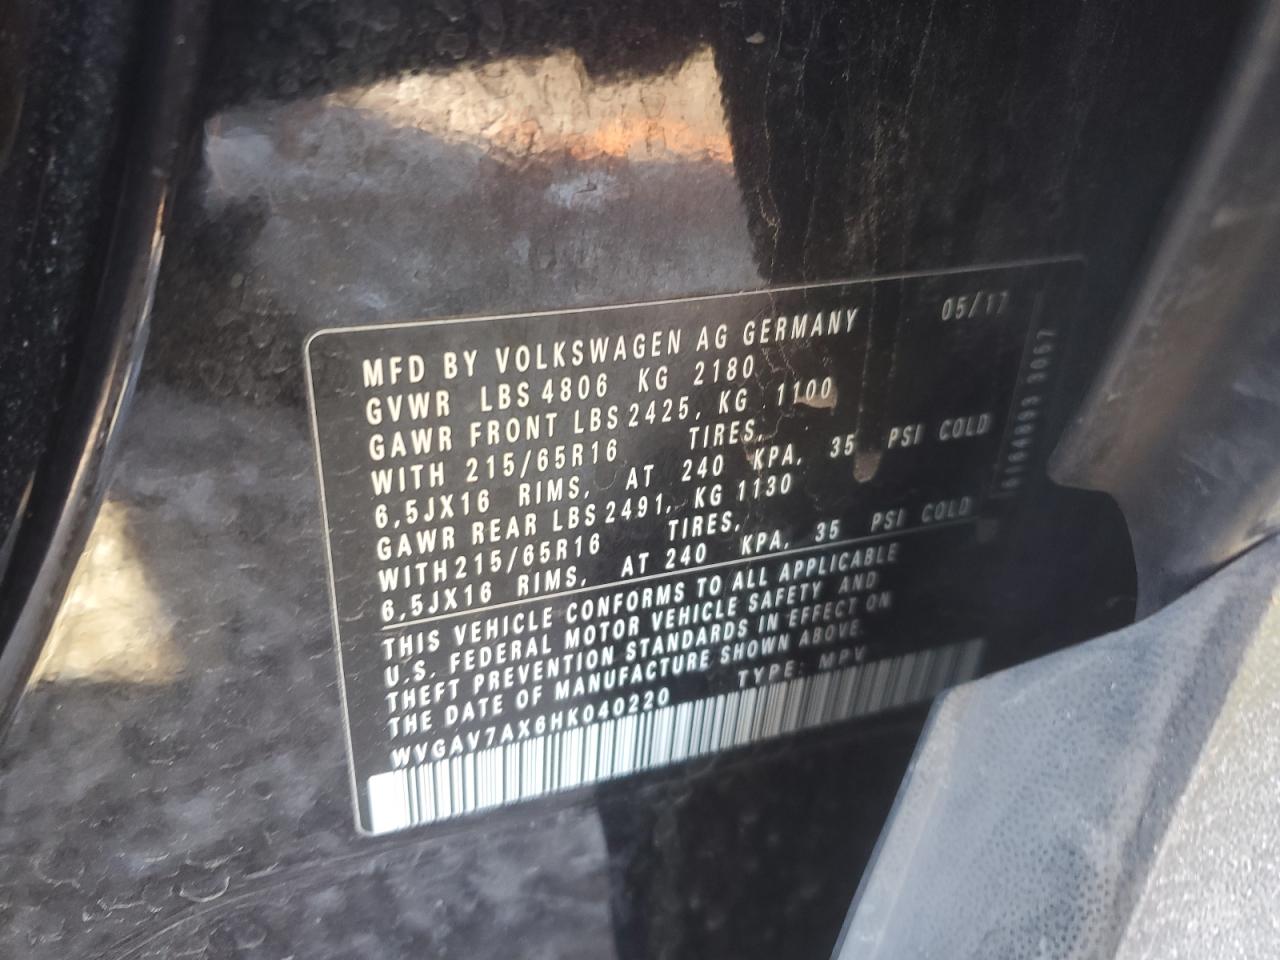 MFD BY VOLKSWAGEN AG GERMANY 05/17
GVWR LBS 4806 KG 2180
GAWR FRONT LBS 2425, KG 1100
WITH 215/65R16 TIRES,
6,5JX16 RIMS, AT 240 KPA, 35 PSI COLD
GAWR REAR LBS 2491, KG 1130
WITH 215/65R16 TIRES,
6,5JX16 RIMS, AT 240 KPA, 35 PSI COLD
THIS VEHICLE CONFORMS TO ALL APPLICABLE
U.S. FEDERAL MOTOR VEHICLE SAFETY AND
THEFT PREVENTION STANDARDS IN EFFECT ON
THE DATE OF MANUFACTURE SHOWN ABOVE.
WVGAV7AX6HK040220 TYPE: MPV